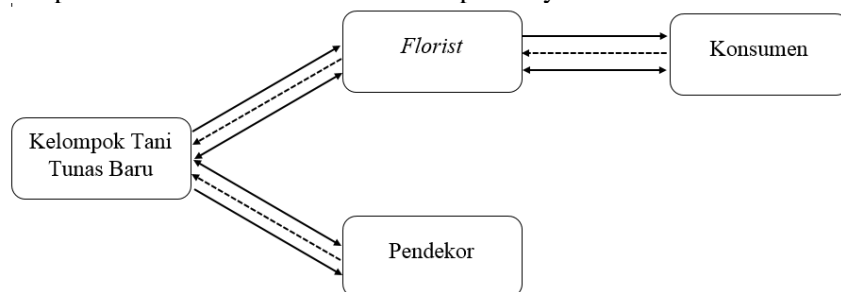 Florist
Konsumen
Kelompok Tani
Tunas Baru
Pendekor